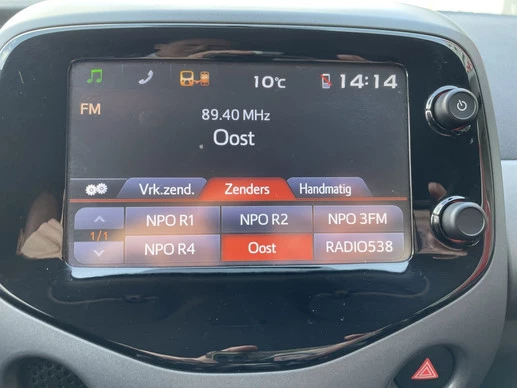 10°C 14:14
FM
89.40 MHz
Oost
Vrk.zend. Zenders Handmatig
NPO R1 NPO R2 NPO 3FM
1/1
NPO R4 Oost RADIO538